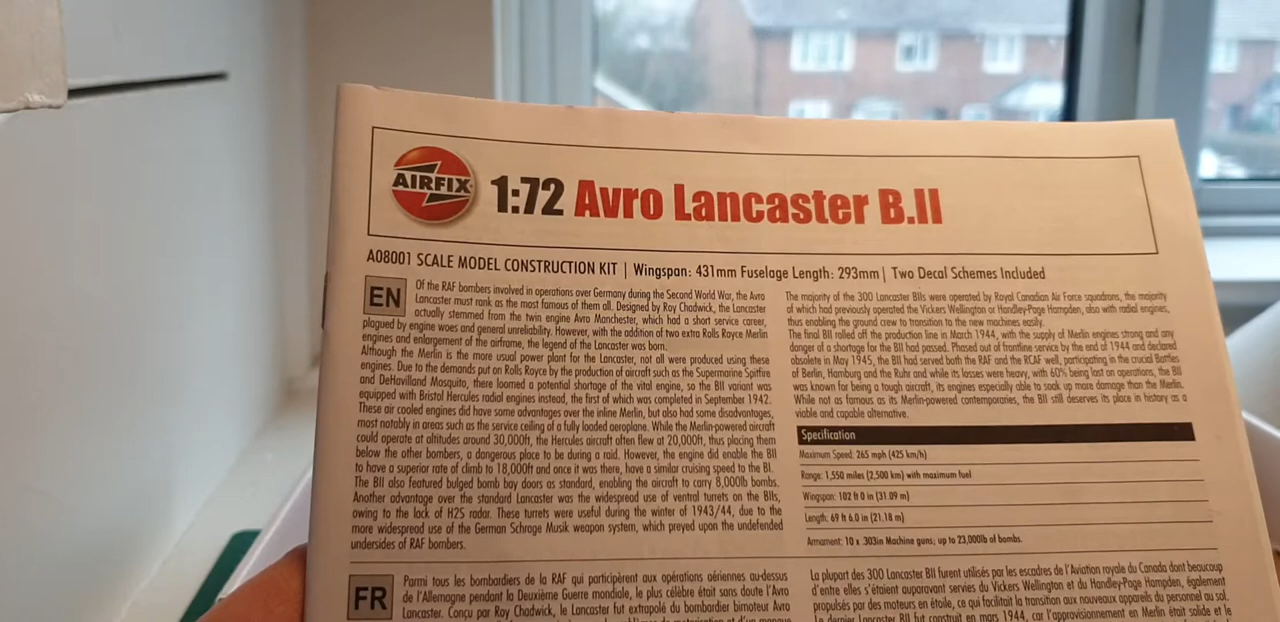 AIRFIX
1:72 Avro Lancaster B.II
A08001 SCALE MODEL CONSTRUCTION KIT | Wingspan: 431mm Fuselage Length: 293mm | Two Decal Schemes Included
EN
Of the RAF bombers involved in operations over Germany during the Second World War, the Avro
Lancaster must rank as the most famous of them all. Designed by Roy Chadwick, the Lancaster
actually stemmed from the twin engine Avro Manchester, which had a short service career,
plagued by engine woes and general unreliability. However, with the addition of two extra Rolls Royce Merlin
engines and enlargement of the airframe, the legend of the Lancaster was born.
Although the Merlin is the more usual power plant for the Lancaster, not all were produced using these
engines. Due to the demands put on Rolls Royce by the production of aircraft such as the Supermarine Spitfire
and DeHavilland Mosquito, there loomed a potential shortage of the vital engine, so the BII variant was
equipped with Bristol Hercules radial engines instead, the first of which was completed in September 1942.
These air cooled engines did have some advantages over the inline Merlin, but also had some disadvantages,
most notably in areas such as the service ceiling of a fully loaded aeroplane. While the Merlin-powered aircraft
could operate at altitudes around 30,000ft, the Hercules aircraft often flew at 20,000ft, thus placing them
below the other bombers, a dangerous place to be during a raid. However, the engine did enable the BII
to have a superior rate of climb to 18,000ft and once it was there, have a similar cruising speed to the BI.
The BII also featured bulged bomb bay doors as standard, enabling the aircraft to carry 8,000lb bombs.
Another advantage over the standard Lancaster was the widespread use of ventral turrets on the BIIs,
owing to the lack of H2S radar. These turrets were useful during the winter of 1943/44, due to the
more widespread use of the German Schrage Musik weapon system, which preyed upon the undefended
undersides of RAF bombers.
The majority of the 300 Lancaster BIIs were operated by Royal Canadian Air Force squadrons, the majority
of which had previously operated the Vickers Wellington or Handley-Page Hampden, also with radial engines,
thus enabling the ground crew to transition to the new machines easily.
The final BII rolled off the production line in March 1944, with the supply of Merlin engines strong and any
danger of a shortage for the BII had passed. Phased out of frontline service by the end of 1944 and declared
obsolete in May 1945, the BII had served both the RAF and the RCAF well, participating in the crucial Battles
of Berlin, Hamburg and the Ruhr and while its losses were heavy, with 60% being lost on operations, the BII
was known for being a tough aircraft, its engines especially able to soak up more damage than the Merlin.
While not as famous as its Merlin-powered contemporaries, the BII still deserves its place in history as a
viable and capable alternative.
Specification
Maximum Speed: 265 mph (425 km/h)
Range: 1,550 miles (2,500 km) with maximum fuel
Wingspan: 102 ft 0 in (31.09 m)
Length: 69 ft 6.0 in (21.18 m)
Armament: 10 x .303in Machine guns; up to 23,000lb of bombs.
FR
Parmi tous les bombardiers de la RAF qui participèrent aux opérations aériennes au-dessus
de l'Allemagne pendant la Deuxième Guerre mondiale, le plus célèbre était sans doute l'Avro
Lancaster. Conçu par Roy Chadwick, le Lancaster fut extrapolé du bombardier bimoteur Avro
La plupart des 300 Lancaster BII furent utilisés par les escadres de l'Aviation royale du Canada dont beaucoup
d'entre elles s'étaient auparavant servies du Vickers Wellington et du Handley-Page Hampden, également
propulsés par des moteurs en étoile, ce qui facilitait la transition aux nouveaux appareils du personnel au sol.
Le dernier Lancaster BII fut construit en mars 1944, car l'approvisionnement en Merlin était solide et le